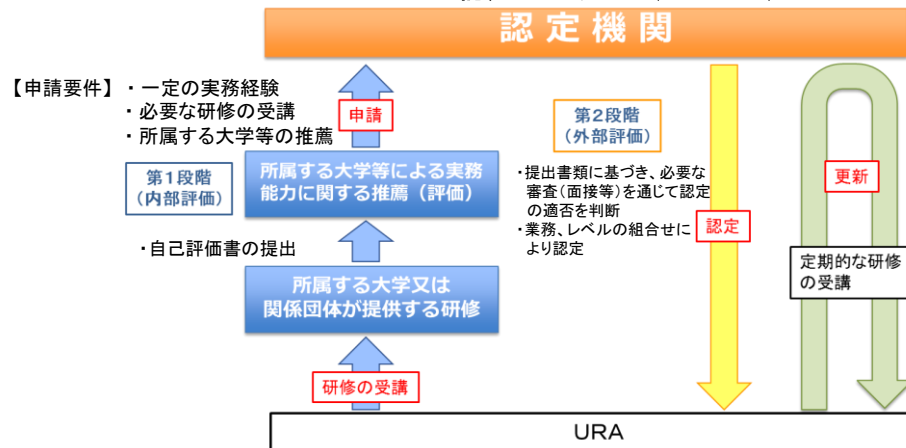 認定機関
【申請要件】・一定の実務経験
・必要な研修の受講
・所属する大学等の推薦
申請
第1段階
（内部評価）
所属する大学等による実務
能力に関する推薦（評価）
・自己評価書の提出
所属する大学又は
関係団体が提供する研修
研修の受講
第2段階
（外部評価）
・提出書類に基づき、必要な
審査（面接等）を通じて認定
の適否を判断
・業務、レベルの組合せに
より認定
認定
更新
定期的な研修
の受講
URA